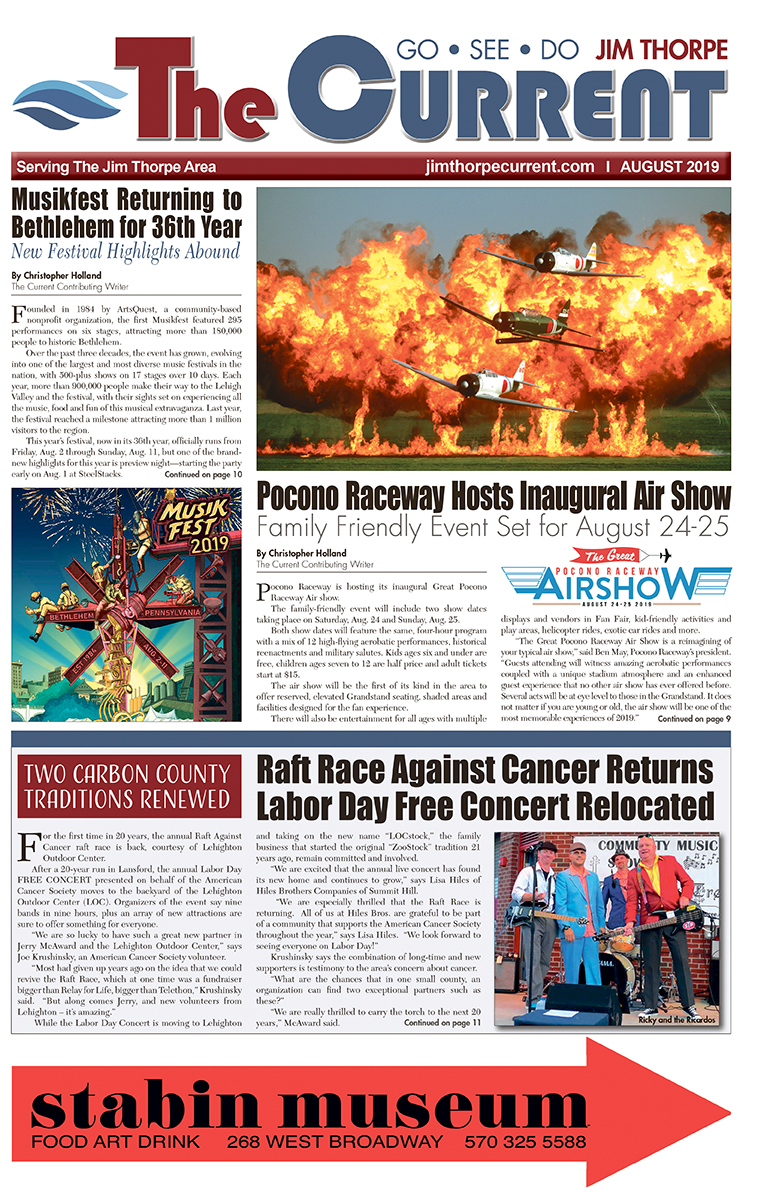 GO • SEE • DO JIM THORPE
The Current
Serving The Jim Thorpe Area
jimthorpecurrent.com I AUGUST 2019
Musikfest Returning to
Bethlehem for 36th Year
New Festival Highlights Abound
By Christopher Holland
The Current Contributing Writer
Founded in 1984 by ArtsQuest, a community-based
nonprofit organization, the first Musikfest featured 295
performances on six stages, attracting more than 180,000
people to historic Bethlehem.
Over the past three decades, the event has grown, evolving
into one of the largest and most diverse music festivals in the
nation, with 500-plus shows on 17 stages over 10 days. Each
year, more than 900,000 people make their way to the Lehigh
Valley and the festival, with their sights set on experiencing all
the music, food and fun of this musical extravaganza. Last year,
the festival reached a milestone attracting more than 1 million
visitors to the region.
This year's festival, now in its 36th year, officially runs from
Friday, Aug. 2 through Sunday, Aug. 11, but one of the brand-
new highlights for this year is preview night—starting the party
early on Aug. 1 at SteelStacks.
Continued on page 10
MUSIK
FEST
2019
BETHLEHEM
PENNSYLVANIA
EST 1984
AUG 2-11
Pocono Raceway Hosts Inaugural Air Show
Family Friendly Event Set for August 24-25
By Christopher Holland
The Current Contributing Writer
Pocono Raceway is hosting its inaugural Great Pocono
Raceway Air show.
The family-friendly event will include two show dates
taking place on Saturday, Aug. 24 and Sunday, Aug. 25.
Both show dates will feature the same, four-hour program
with a mix of 12 high-flying aerobatic performances, historical
reenactments and military salutes. Kids ages six and under are
free, children ages seven to 12 are half price and adult tickets
start at $15.
The air show will be the first of its kind in the area to
offer reserved, elevated Grandstand seating, shaded areas and
facilities designed for the fan experience.
There will also be entertainment for all ages with multiple
The Great
POCONO RACEWAY
AIRSHOW
AUGUST 24-25 2019
displays and vendors in Fan Fair, kid-friendly activities and
play areas, helicopter rides, exotic car rides and more.
"The Great Pocono Raceway Air Show is a reimagining of
your typical air show," said Ben May, Pocono Raceway's president.
"Guests attending will witness amazing aerobatic performances
coupled with a unique stadium atmosphere and an enhanced
guest experience that no other air show has ever offered before.
Several acts will be at eye level to those in the Grandstand. It does
not matter if you are young or old, the air show will be one of the
most memorable experiences of 2019."
Continued on page 9
TWO CARBON COUNTY
TRADITIONS RENEWED
Raft Race Against Cancer Returns
Labor Day Free Concert Relocated
For the first time in 20 years, the annual Raft Against
Cancer raft race is back, courtesy of Lehighton
Outdoor Center.
After a 20-year run in Lansford, the annual Labor Day
FREE CONCERT presented on behalf of the American
Cancer Society moves to the backyard of the Lehighton
Outdoor Center (LOC). Organizers of the event say nine
bands in nine hours, plus an array of new attractions are
sure to offer something for everyone.
"We are so lucky to have such a great new partner in
Jerry McAward and the Lehighton Outdoor Center," says
Joe Krushinsky, an American Cancer Society volunteer.
"Most had given up years ago on the idea that we could
revive the Raft Race, which at one time was a fundraiser
bigger than Relay for Life, bigger than Telethon," Krushinsky
said. "But along comes Jerry, and new volunteers from
Lehighton – it's amazing."
While the Labor Day Concert is moving to Lehighton
and taking on the new name "LOCstock," the family
business that started the original "ZooStock" tradition 21
years ago, remain committed and involved.
"We are excited that the annual live concert has found
its new home and continues to grow," says Lisa Hiles of
Hiles Brothers Companies of Summit Hill.
"We are especially thrilled that the Raft Race is
returning. All of us at Hiles Bros. are grateful to be part
of a community that supports the American Cancer Society
throughout the year," says Lisa Hiles. "We look forward to
seeing everyone on Labor Day!"
Krushinsky says the combination of long-time and new
supporters is testimony to the area's concern about cancer.
"What are the chances that in one small county, an
organization can find two exceptional partners such as
these?"
"We are really thrilled to carry the torch to the next 20
years," McAward said.
Continued on page 11
COMMUNITY MUSIC
Ricky and the Ricardos
stabin museum
FOOD ART DRINK 268 WEST BROADWAY 570 325 5588